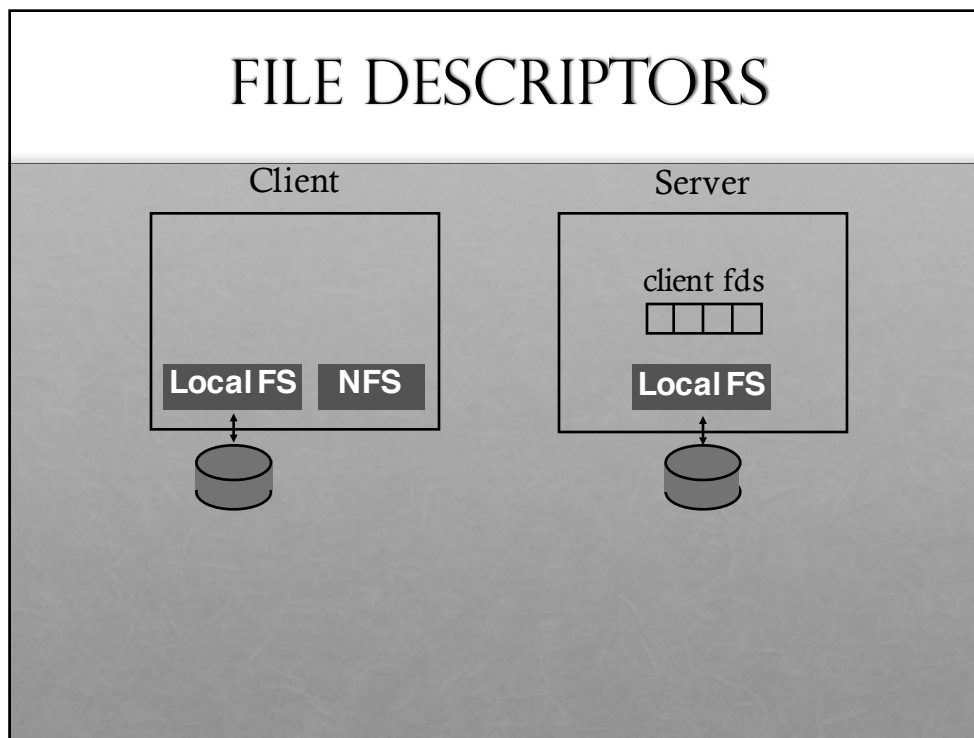 FILE DESCRIPTORS
Client
Server
client fds
Local FS
NFS
Local FS